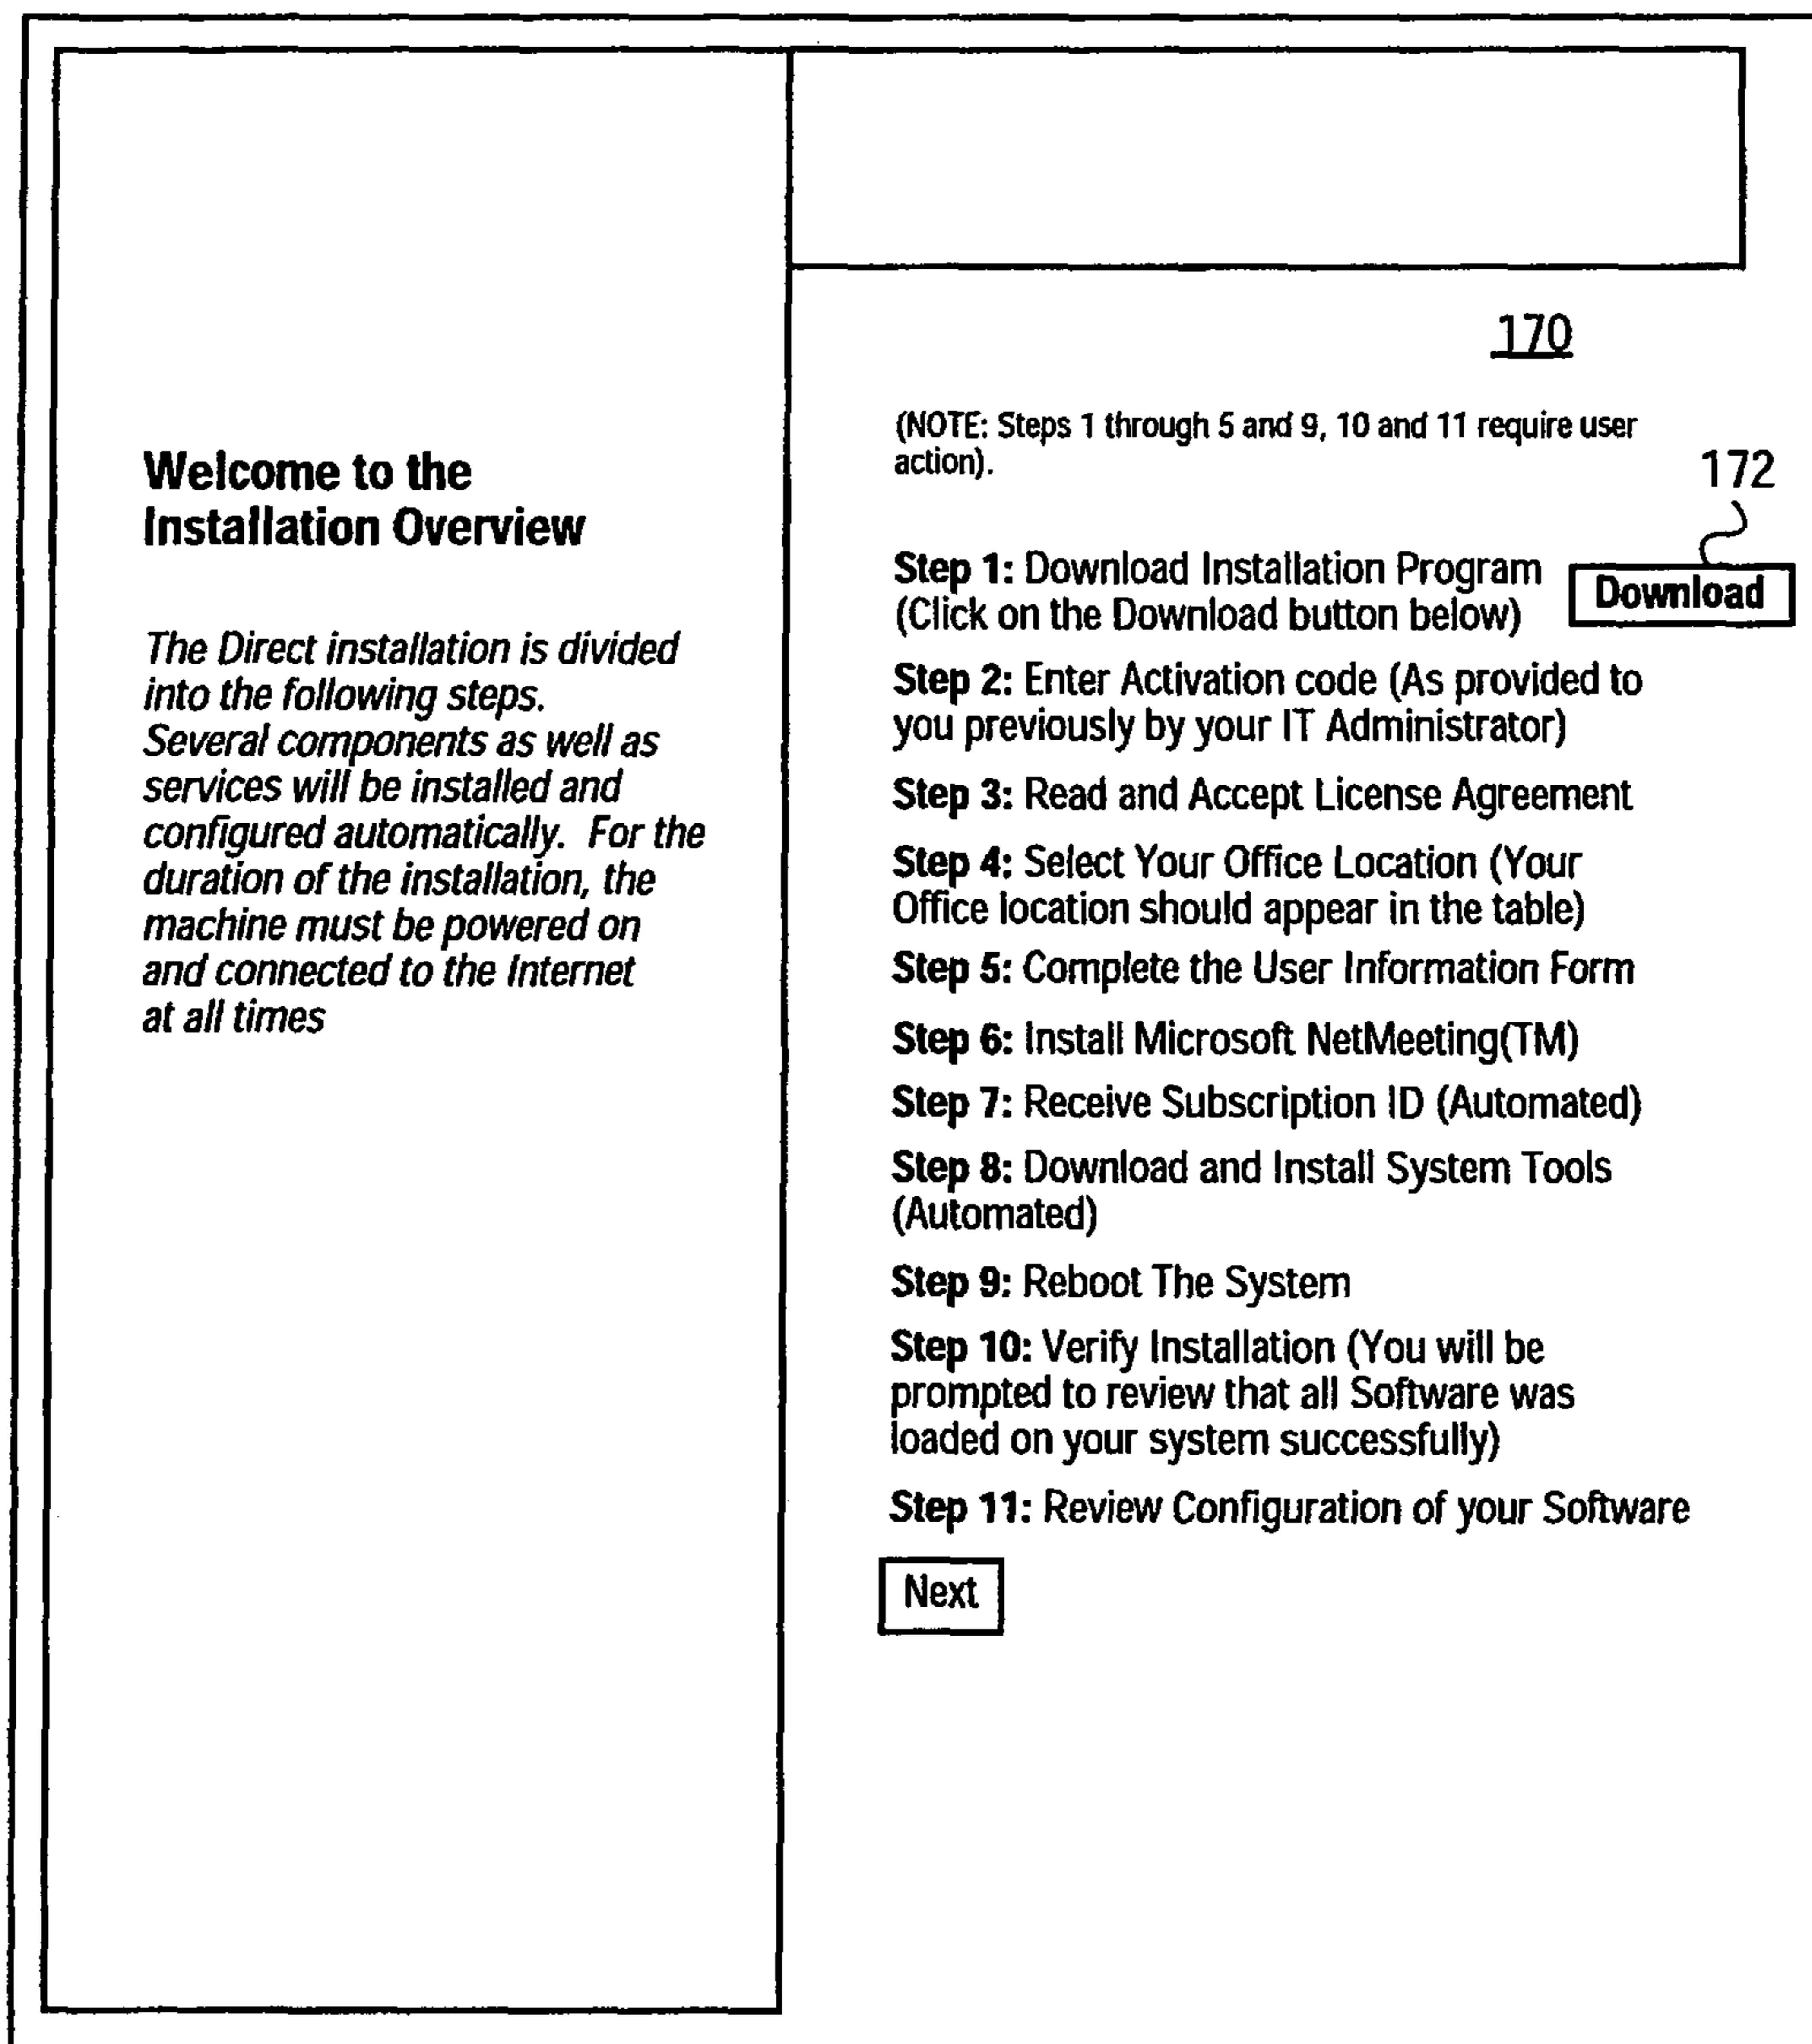 Welcome to the
Installation Overview
The Direct installation is divided
into the following steps.
Several components as well as
services will be installed and
configured automatically. For the
duration of the installation, the
machine must be powered on
and connected to the Internet
at all times
170
(NOTE: Steps 1 through 5 and 9, 10 and 11 require user
action).
172
Step 1: Download Installation Program
(Click on the Download button below)
Download
Step 2: Enter Activation code (As provided to
you previously by your IT Administrator)
Step 3: Read and Accept License Agreement
Step 4: Select Your Office Location (Your
Office location should appear in the table)
Step 5: Complete the User Information Form
Step 6: Install Microsoft NetMeeting(TM)
Step 7: Receive Subscription ID (Automated)
Step 8: Download and Install System Tools
(Automated)
Step 9: Reboot The System
Step 10: Verify Installation (You will be
prompted to review that all Software was
loaded on your system successfully)
Step 11: Review Configuration of your Software
Next